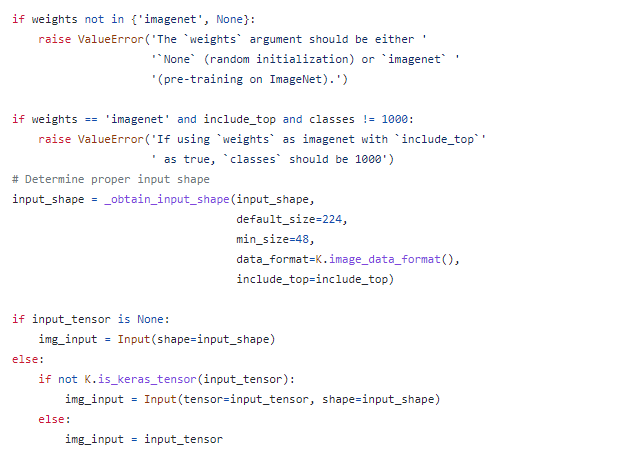 if weights not in {'imagenet', None}:
    raise ValueError('The `weights` argument should be either '
                     '`None` (random initialization) or `imagenet` '
                     '(pre-training on ImageNet).')

if weights == 'imagenet' and include_top and classes != 1000:
    raise ValueError('If using `weights` as imagenet with `include_top`'
                     ' as true, `classes` should be 1000')
# Determine proper input shape
input_shape = _obtain_input_shape(input_shape,
                                  default_size=224,
                                  min_size=48,
                                  data_format=K.image_data_format(),
                                  include_top=include_top)

if input_tensor is None:
    img_input = Input(shape=input_shape)
else:
    if not K.is_keras_tensor(input_tensor):
        img_input = Input(tensor=input_tensor, shape=input_shape)
    else:
        img_input = input_tensor